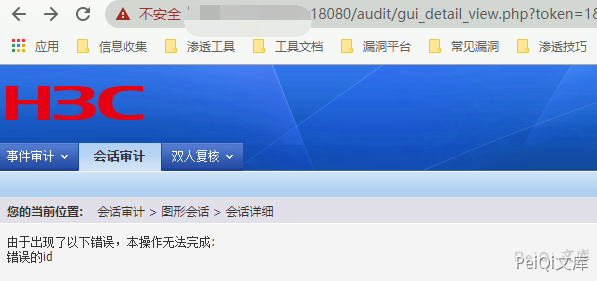 不安全 18080/audit/gui_detail_view.php?token=18
应用 信息收集 渗透工具 工具文档 漏洞平台 常见漏洞 渗透技巧
H3C
事件审计 会话审计 双人复核
您的当前位置: 会话审计 > 图形会话 > 会话详细
由于出现了以下错误，本操作无法完成:
错误的id
PeiQi 文库
PeiQi文库